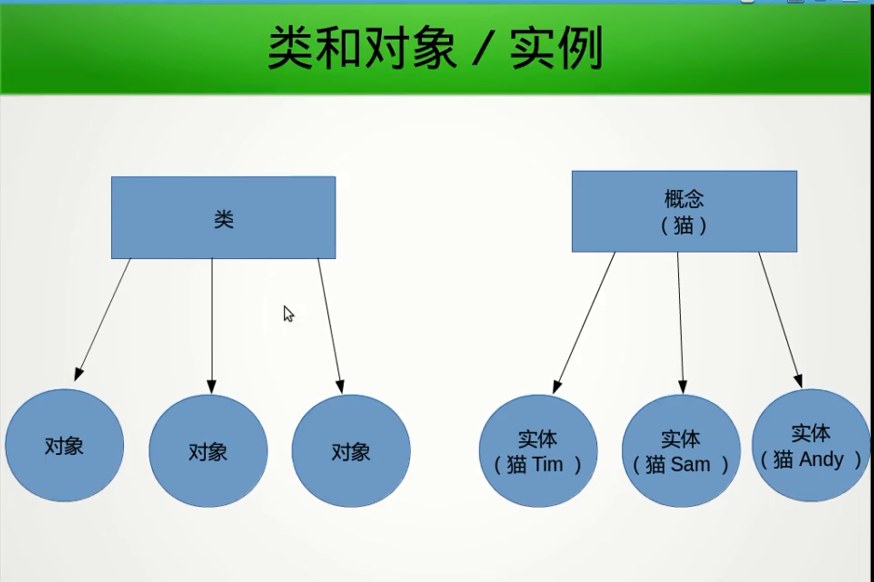 类和对象 / 实例
类
对象
对象
对象
概念
（猫）
实体
（猫 Tim ）
实体
（猫 Sam ）
实体
（猫 Andy ）